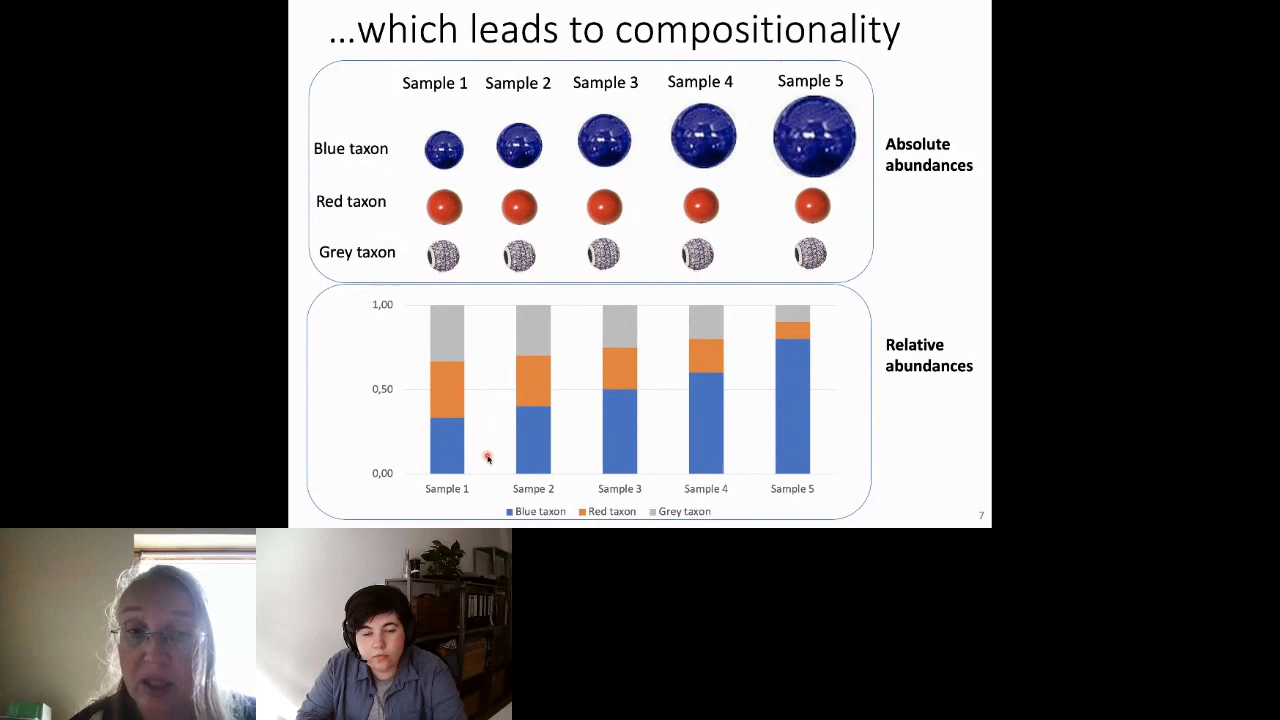 ...which leads to compositionality
Sample 1 Sample 2 Sample 3 Sample 4 Sample 5
Blue taxon
Absolute
abundances
Red taxon
Grey taxon
1,00
Relative
abundances
0,50
0,00
Sample 1 Sampe 2 Sample 3 Sample 4 Sample 5
Blue taxon Red taxon Grey taxon
7